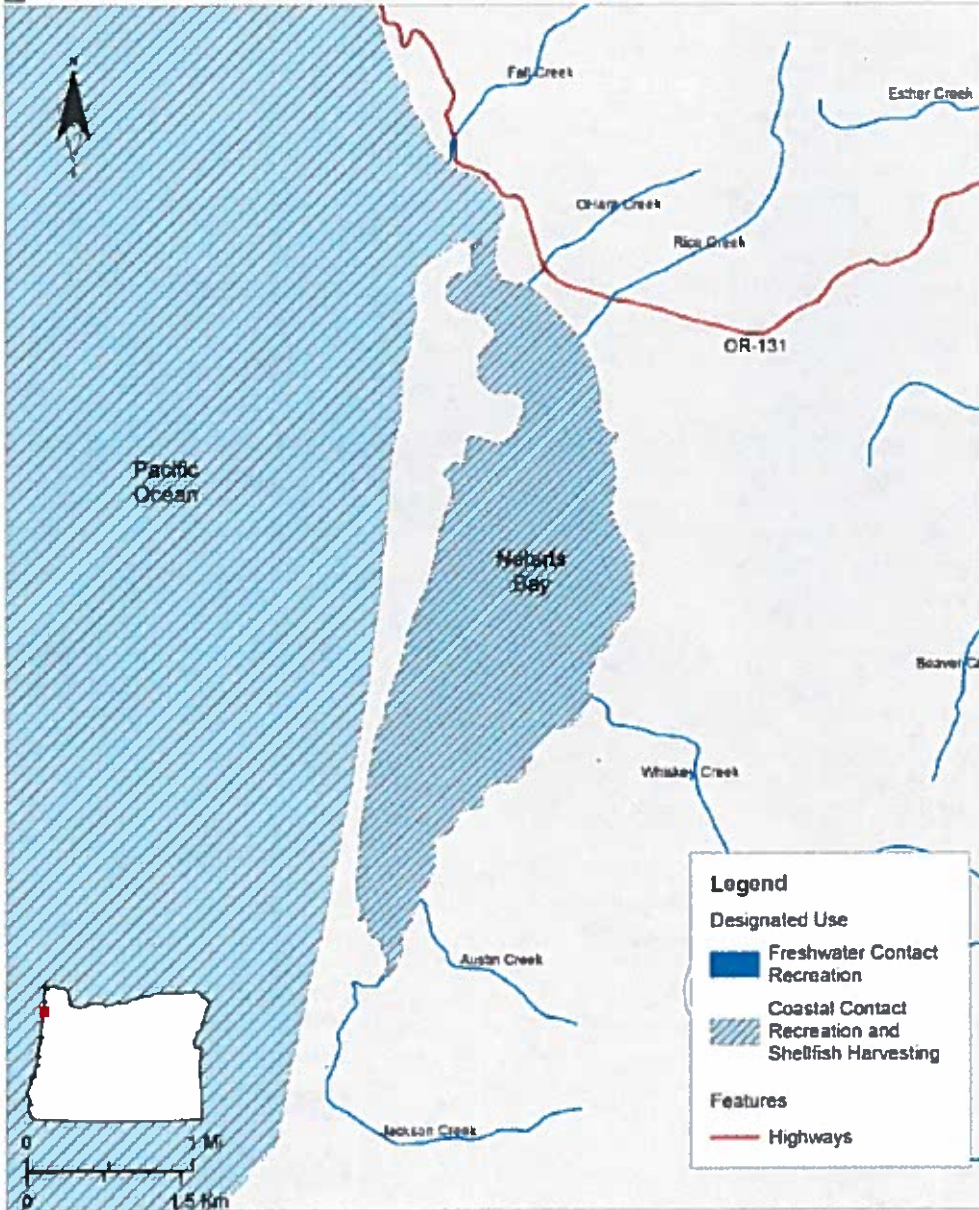 N
Fall Creek
Esther Creek
OHara Creek
Rice Creek
OR-131
Pacific
Ocean
Netarts
Bay
Beaver
Whiskey Creek
Legend
Designated Use
Freshwater Contact
Recreation
Coastal Contact
Recreation and
Shellfish Harvesting
Features
Highways
Austin Creek
Jackson Creek
0 1 Mi
0 1.5 Km